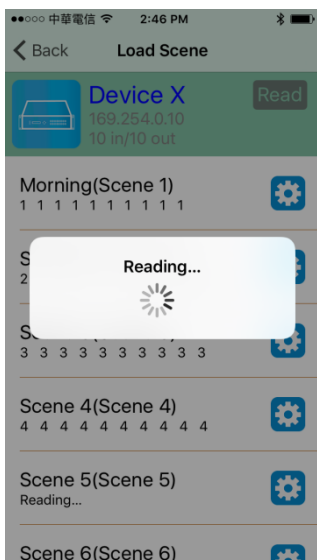 中華電信 2:46 PM
Back Load Scene
Device X
Read
169.254.0.10
10 in/10 out
Morning(Scene 1)
1 1 1 1 1 1 1 1 1 1
S
2
Reading...
S
3 3 3 3 3 3 3 3 3 3
Scene 4(Scene 4)
4 4 4 4 4 4 4 4 4 4
Scene 5(Scene 5)
Reading...
Scene 6(Scene 6)